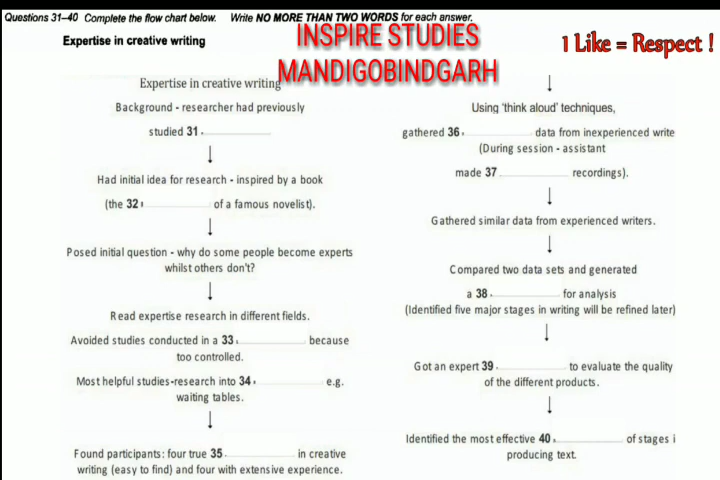 Questions 31–40 Complete the flow chart below. Write NO MORE THAN TWO WORDS for each answer.
Expertise in creative writing
INSPIRE STUDIES
MANDIGOBINDGARH
1 Like = Respect !
Expertise in creative writing
Background - researcher had previously
studied 31
Had initial idea for research - inspired by a book
(the 32 of a famous novelist).
Posed initial question - why do some people become experts
whilst others don't?
Read expertise research in different fields.
Avoided studies conducted in a 33 because
too controlled.
Most helpful studies-research into 34 e.g.
waiting tables.
Found participants: four true 35 in creative
writing (easy to find) and four with extensive experience.
Using 'think aloud' techniques,
gathered 36 data from inexperienced write
(During session - assistant
made 37 recordings).
Gathered similar data from experienced writers.
Compared two data sets and generated
a 38 for analysis
(Identified five major stages in writing will be refined later)
Got an expert 39 to evaluate the quality
of the different products.
Identified the most effective 40 of stages i
producing text.